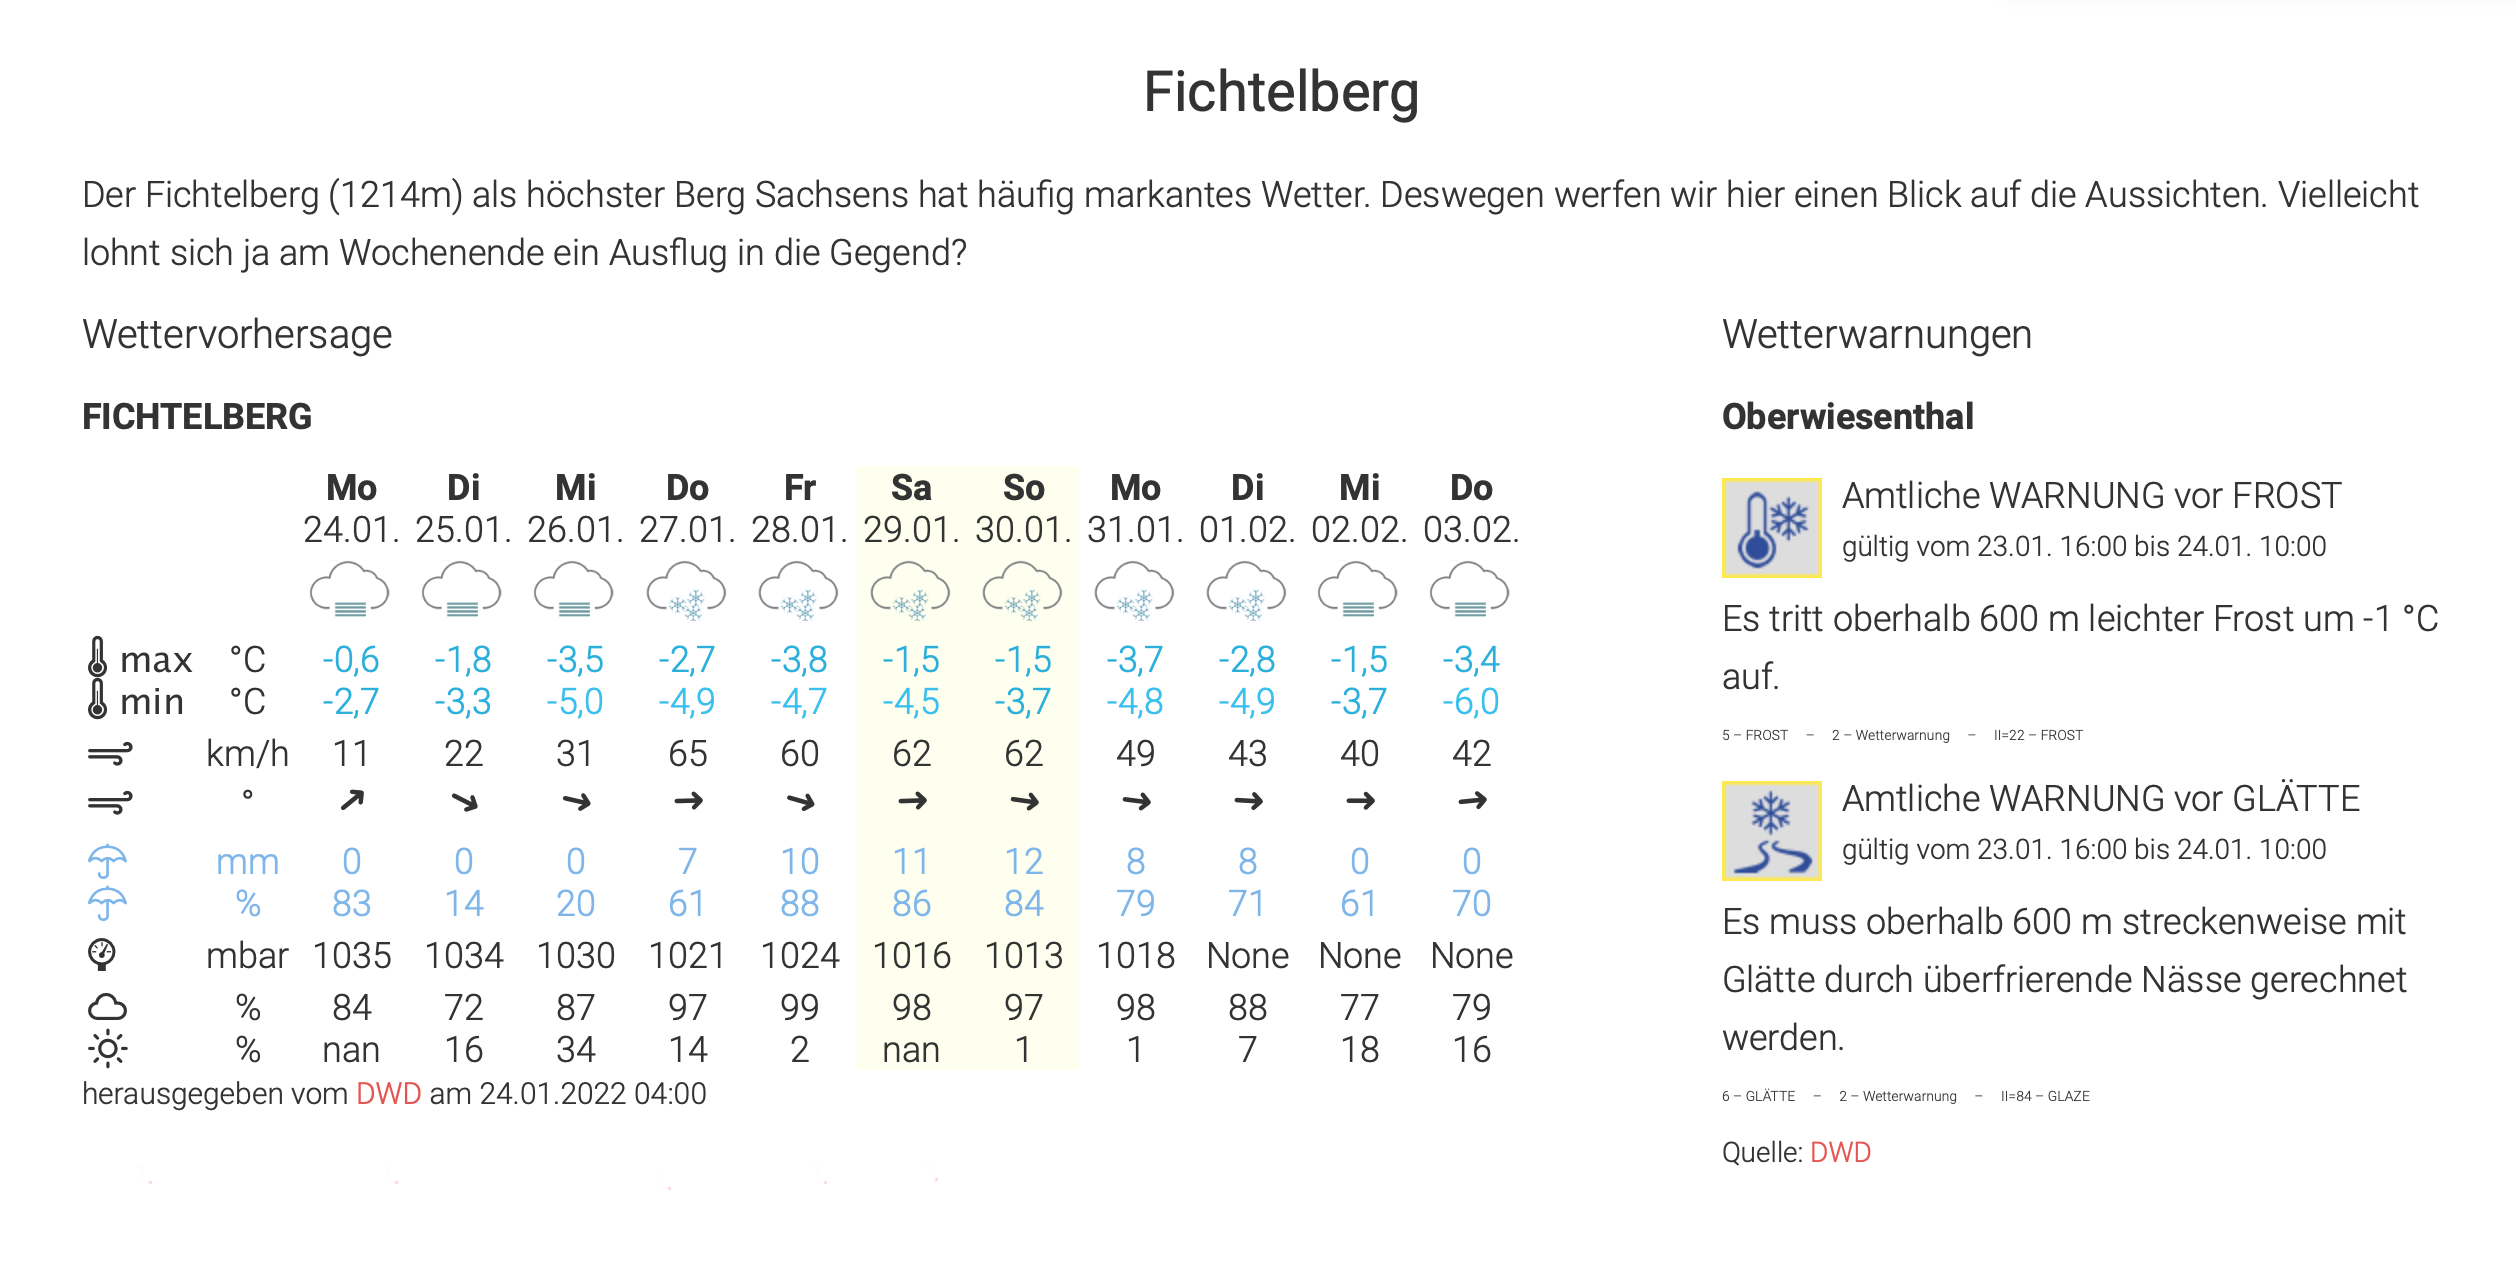 Fichtelberg
Der Fichtelberg (1214m) als höchster Berg Sachsens hat häufig markantes Wetter. Deswegen werfen wir hier einen Blick auf die Aussichten. Vielleicht
lohnt sich ja am Wochenende ein Ausflug in die Gegend?
Wettervorhersage
FICHTELBERG
Mo Di Mi Do Fr Sa So Mo Di Mi Do
24.01. 25.01. 26.01. 27.01. 28.01. 29.01. 30.01. 31.01. 01.02. 02.02. 03.02.
max °C -0,6 -1,8 -3,5 -2,7 -3,8 -1,5 -1,5 -3,7 -2,8 -1,5 -3,4
min °C -2,7 -3,3 -5,0 -4,9 -4,7 -4,5 -3,7 -4,8 -4,9 -3,7 -6,0
km/h 11 22 31 65 60 62 62 49 43 40 42
°
mm 0 0 0 7 10 11 12 8 8 0 0
% 83 14 20 61 88 86 84 79 71 61 70
mbar 1035 1034 1030 1021 1024 1016 1013 1018 None None None
% 84 72 87 97 99 98 97 98 88 77 79
% nan 16 34 14 2 nan 1 1 7 18 16
herausgegeben vom DWD am 24.01.2022 04:00
Wetterwarnungen
Oberwiesenthal
Amtliche WARNUNG vor FROST
gültig vom 23.01. 16:00 bis 24.01. 10:00
Es tritt oberhalb 600 m leichter Frost um -1 °C
auf.
5 – FROST – 2 – Wetterwarnung – II=22 – FROST
Amtliche WARNUNG vor GLÄTTE
gültig vom 23.01. 16:00 bis 24.01. 10:00
Es muss oberhalb 600 m streckenweise mit
Glätte durch überfrierende Nässe gerechnet
werden.
6 – GLÄTTE – 2 – Wetterwarnung – II=84 – GLAZE
Quelle: DWD